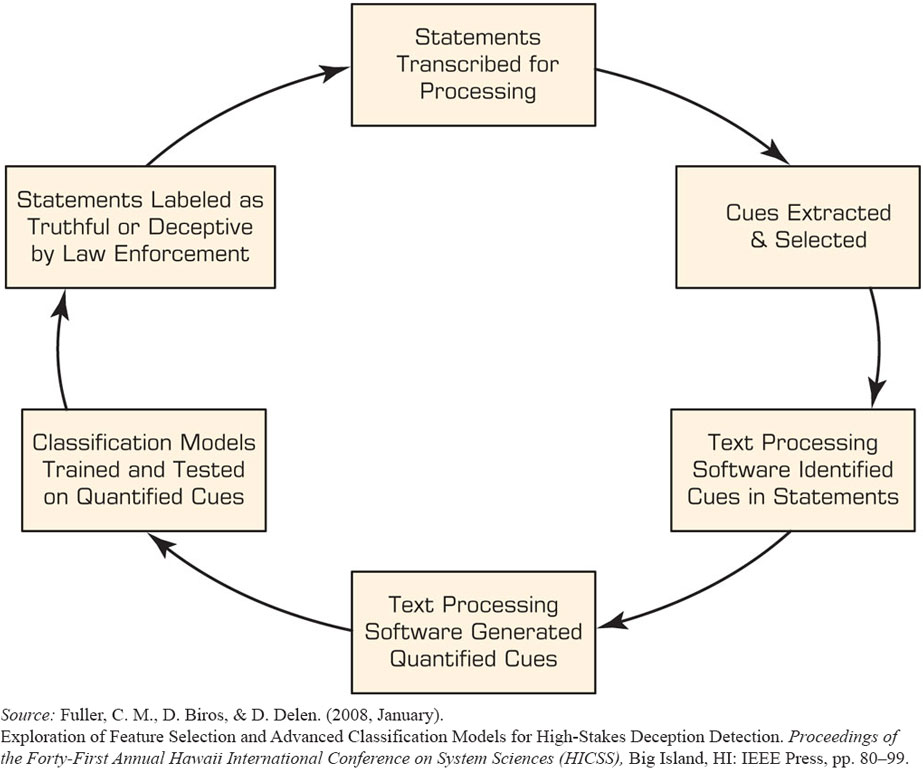 Statements
Transcribed for
Processing
Cues Extracted
& Selected
Text Processing
Software Identified
Cues in Statements
Text Processing
Software Generated
Quantified Cues
Classification Models
Trained and Tested
on Quantified Cues
Statements Labeled as
Truthful or Deceptive
by Law Enforcement
Source: Fuller, C. M., D. Biros, & D. Delen. (2008, January).
Exploration of Feature Selection and Advanced Classification Models for High-Stakes Deception Detection. Proceedings of
the Forty-First Annual Hawaii International Conference on System Sciences (HICSS), Big Island, HI: IEEE Press, pp. 80–99.